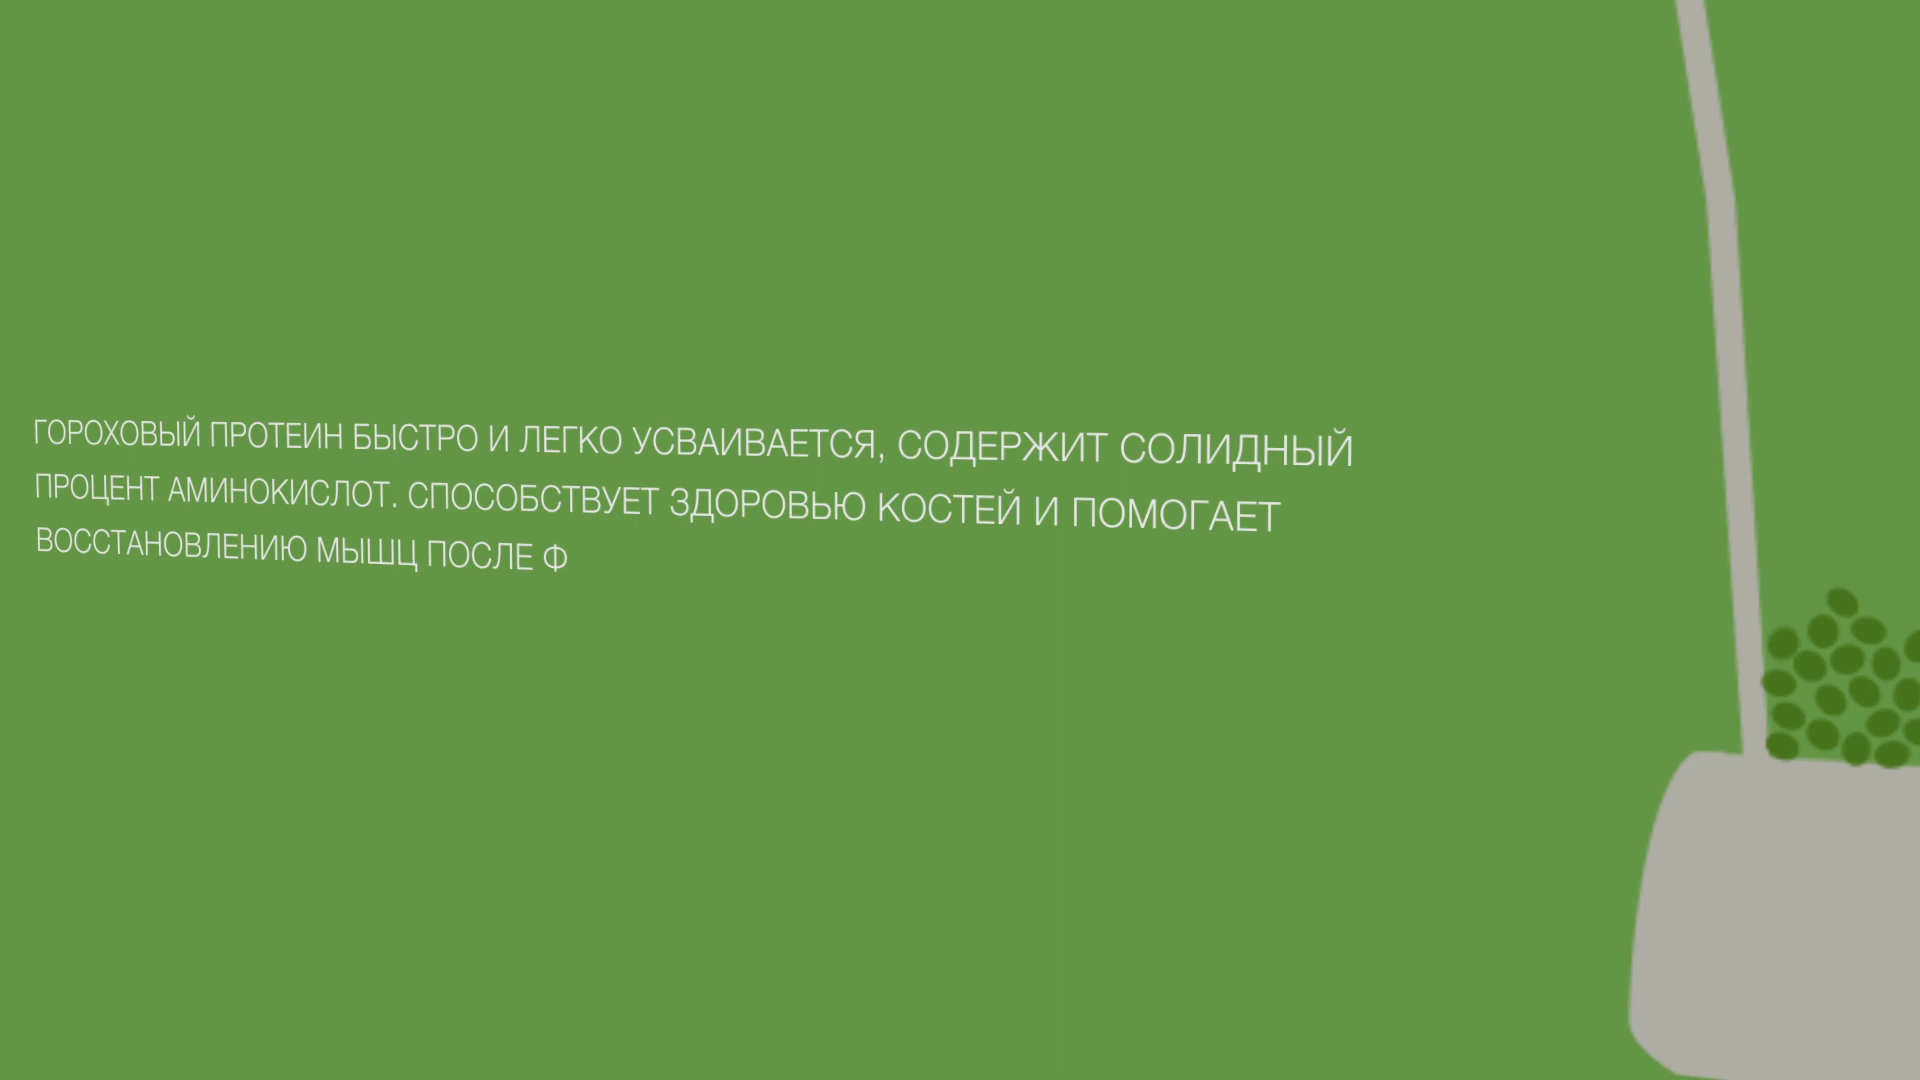 ГОРОХОВЫЙ ПРОТЕИН БЫСТРО И ЛЕГКО УСВАИВАЕТСЯ, СОДЕРЖИТ СОЛИДНЫЙ
ПРОЦЕНТ АМИНОКИСЛОТ. СПОСОБСТВУЕТ ЗДОРОВЬЮ КОСТЕЙ И ПОМОГАЕТ
ВОССТАНОВЛЕНИЮ МЫШЦ ПОСЛЕ Ф